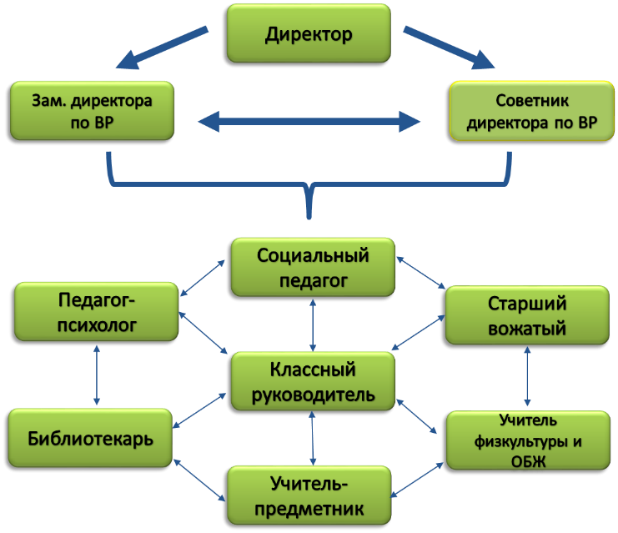 Директор
Зам. директора
по ВР
Советник
директора по ВР
Социальный
педагог
Педагог-
психолог
Старший
вожатый
Классный
руководитель
Библиотекарь
Учитель
физкультуры и
ОБЖ
Учитель-
предметник